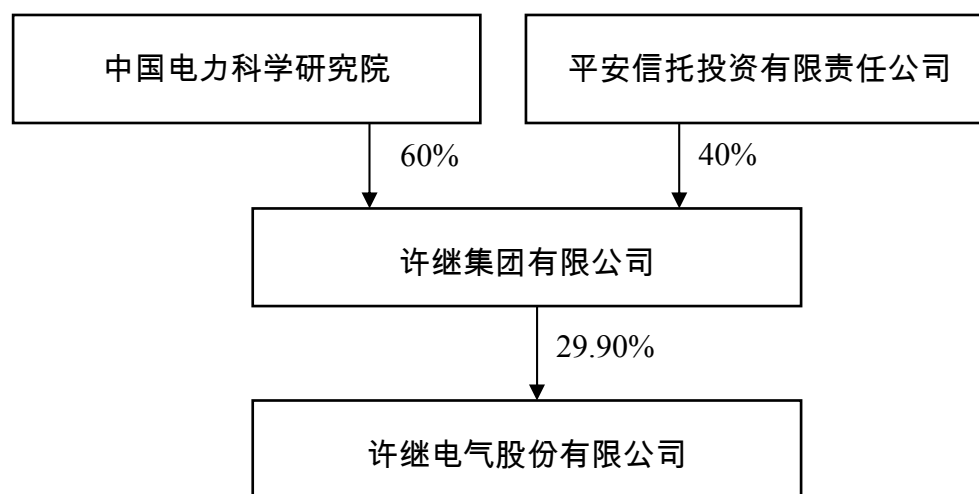 中国电力科学研究院
平安信托投资有限责任公司
60%
40%
许继集团有限公司
29.90%
许继电气股份有限公司